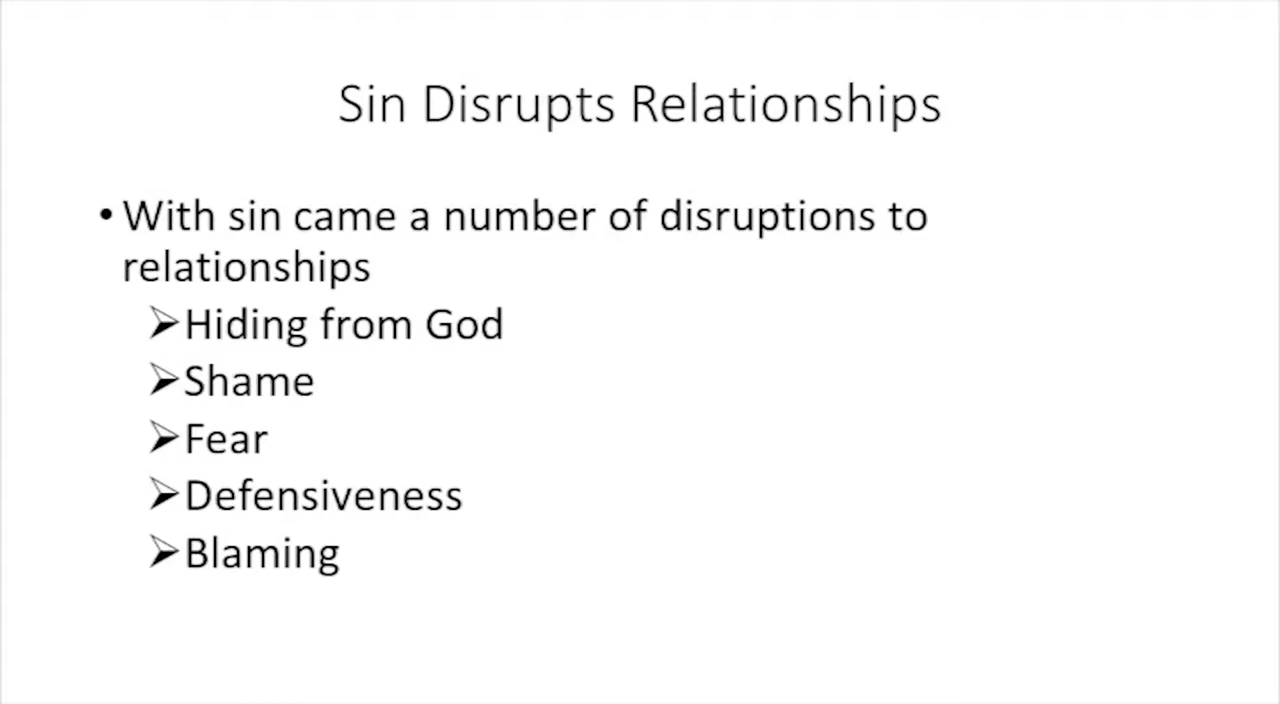 Sin Disrupts Relationships
• With sin came a number of disruptions to
relationships
➢Hiding from God
➢Shame
➢Fear
➢Defensiveness
➢Blaming